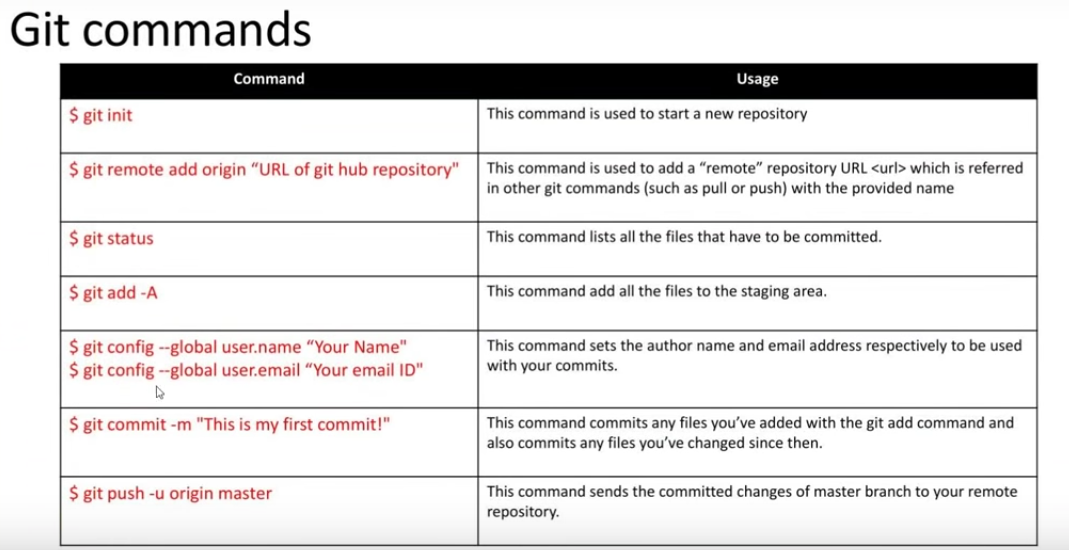 Git commands
Command
Usage
$ git init
This command is used to start a new repository
$ git remote add origin “URL of git hub repository"
This command is used to add a “remote” repository URL <url> which is referred
in other git commands (such as pull or push) with the provided name
$ git status
This command lists all the files that have to be committed.
$ git add -A
This command add all the files to the staging area.
$ git config --global user.name “Your Name"
$ git config --global user.email “Your email ID"
This command sets the author name and email address respectively to be used
with your commits.
$ git commit -m "This is my first commit!"
This command commits any files you’ve added with the git add command and
also commits any files you’ve changed since then.
$ git push -u origin master
This command sends the committed changes of master branch to your remote
repository.